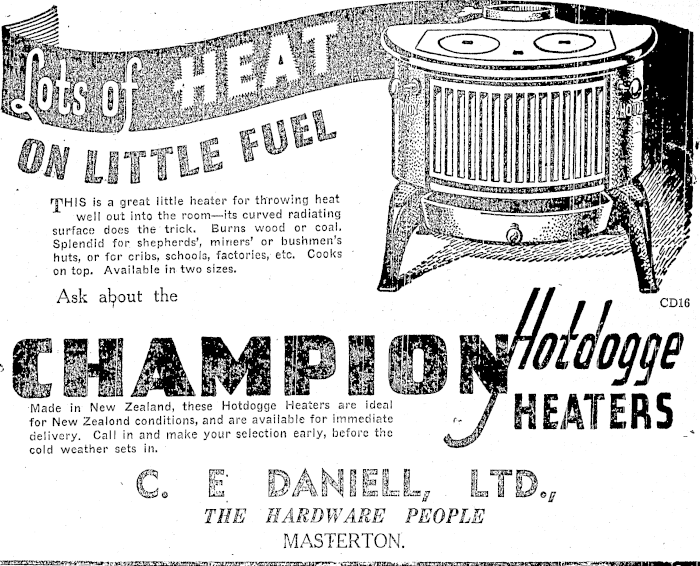 Lots of HEAT
ON LITTLE FUEL
THIS is a great little heater for throwing heat
well out into the room—its curved radiating
surface does the trick. Burns wood or coal.
Splendid for shepherds', miners' or bushmen's
huts, or for cribs, schools, factories, etc. Cooks
on top. Available in two sizes.
Ask about the
CD16
CHAMPION Hotdogge
HEATERS
Made in New Zealand, these Hotdogge Heaters are ideal
for New Zealond conditions, and are available for immediate
delivery. Call in and make your selection early, before the
cold weather sets in.
C. E DANIELL, LTD.,
THE HARDWARE PEOPLE
MASTERTON.